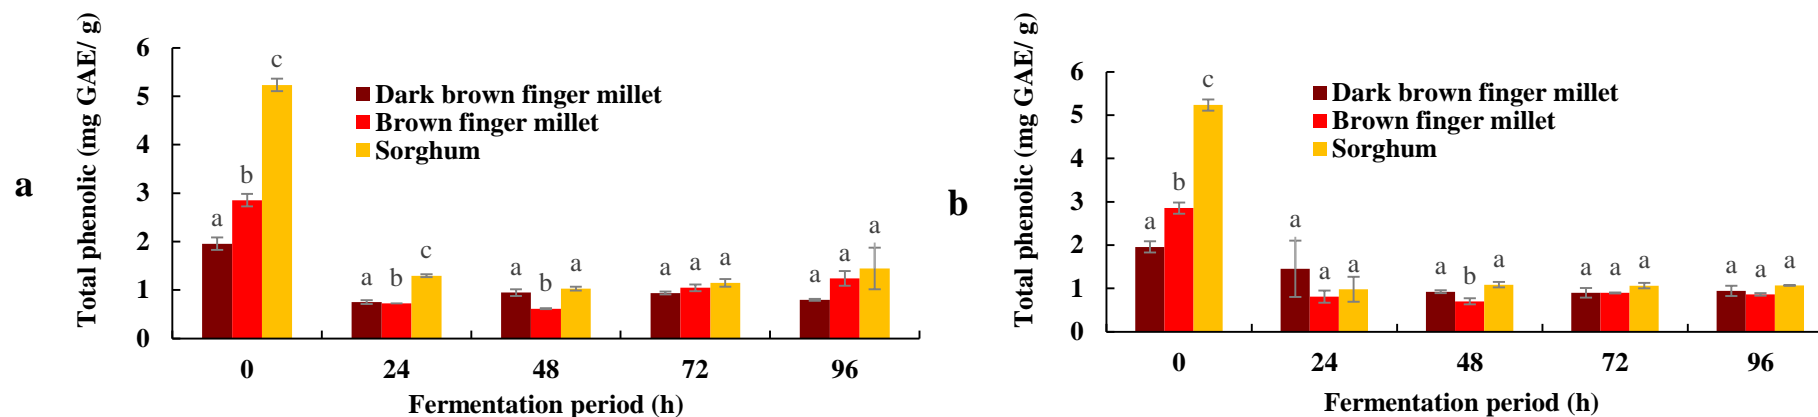 a
Total phenolic (mg GAE/ g)
6
5
4
3
2
1
0
a
b
c
a
b
c
a
b
a
a
a
a
a
a
a
Dark brown finger millet
Brown finger millet
Sorghum
0 24 48 72 96
Fermentation period (h)
b
Total phenolic (mg GAE/ g)
6
5
4
3
2
1
0
a
b
c
a
a
a
a
b
a
a
a
a
a
a
a
Dark brown finger millet
Brown finger millet
Sorghum
0 24 48 72 96
Fermentation period (h)